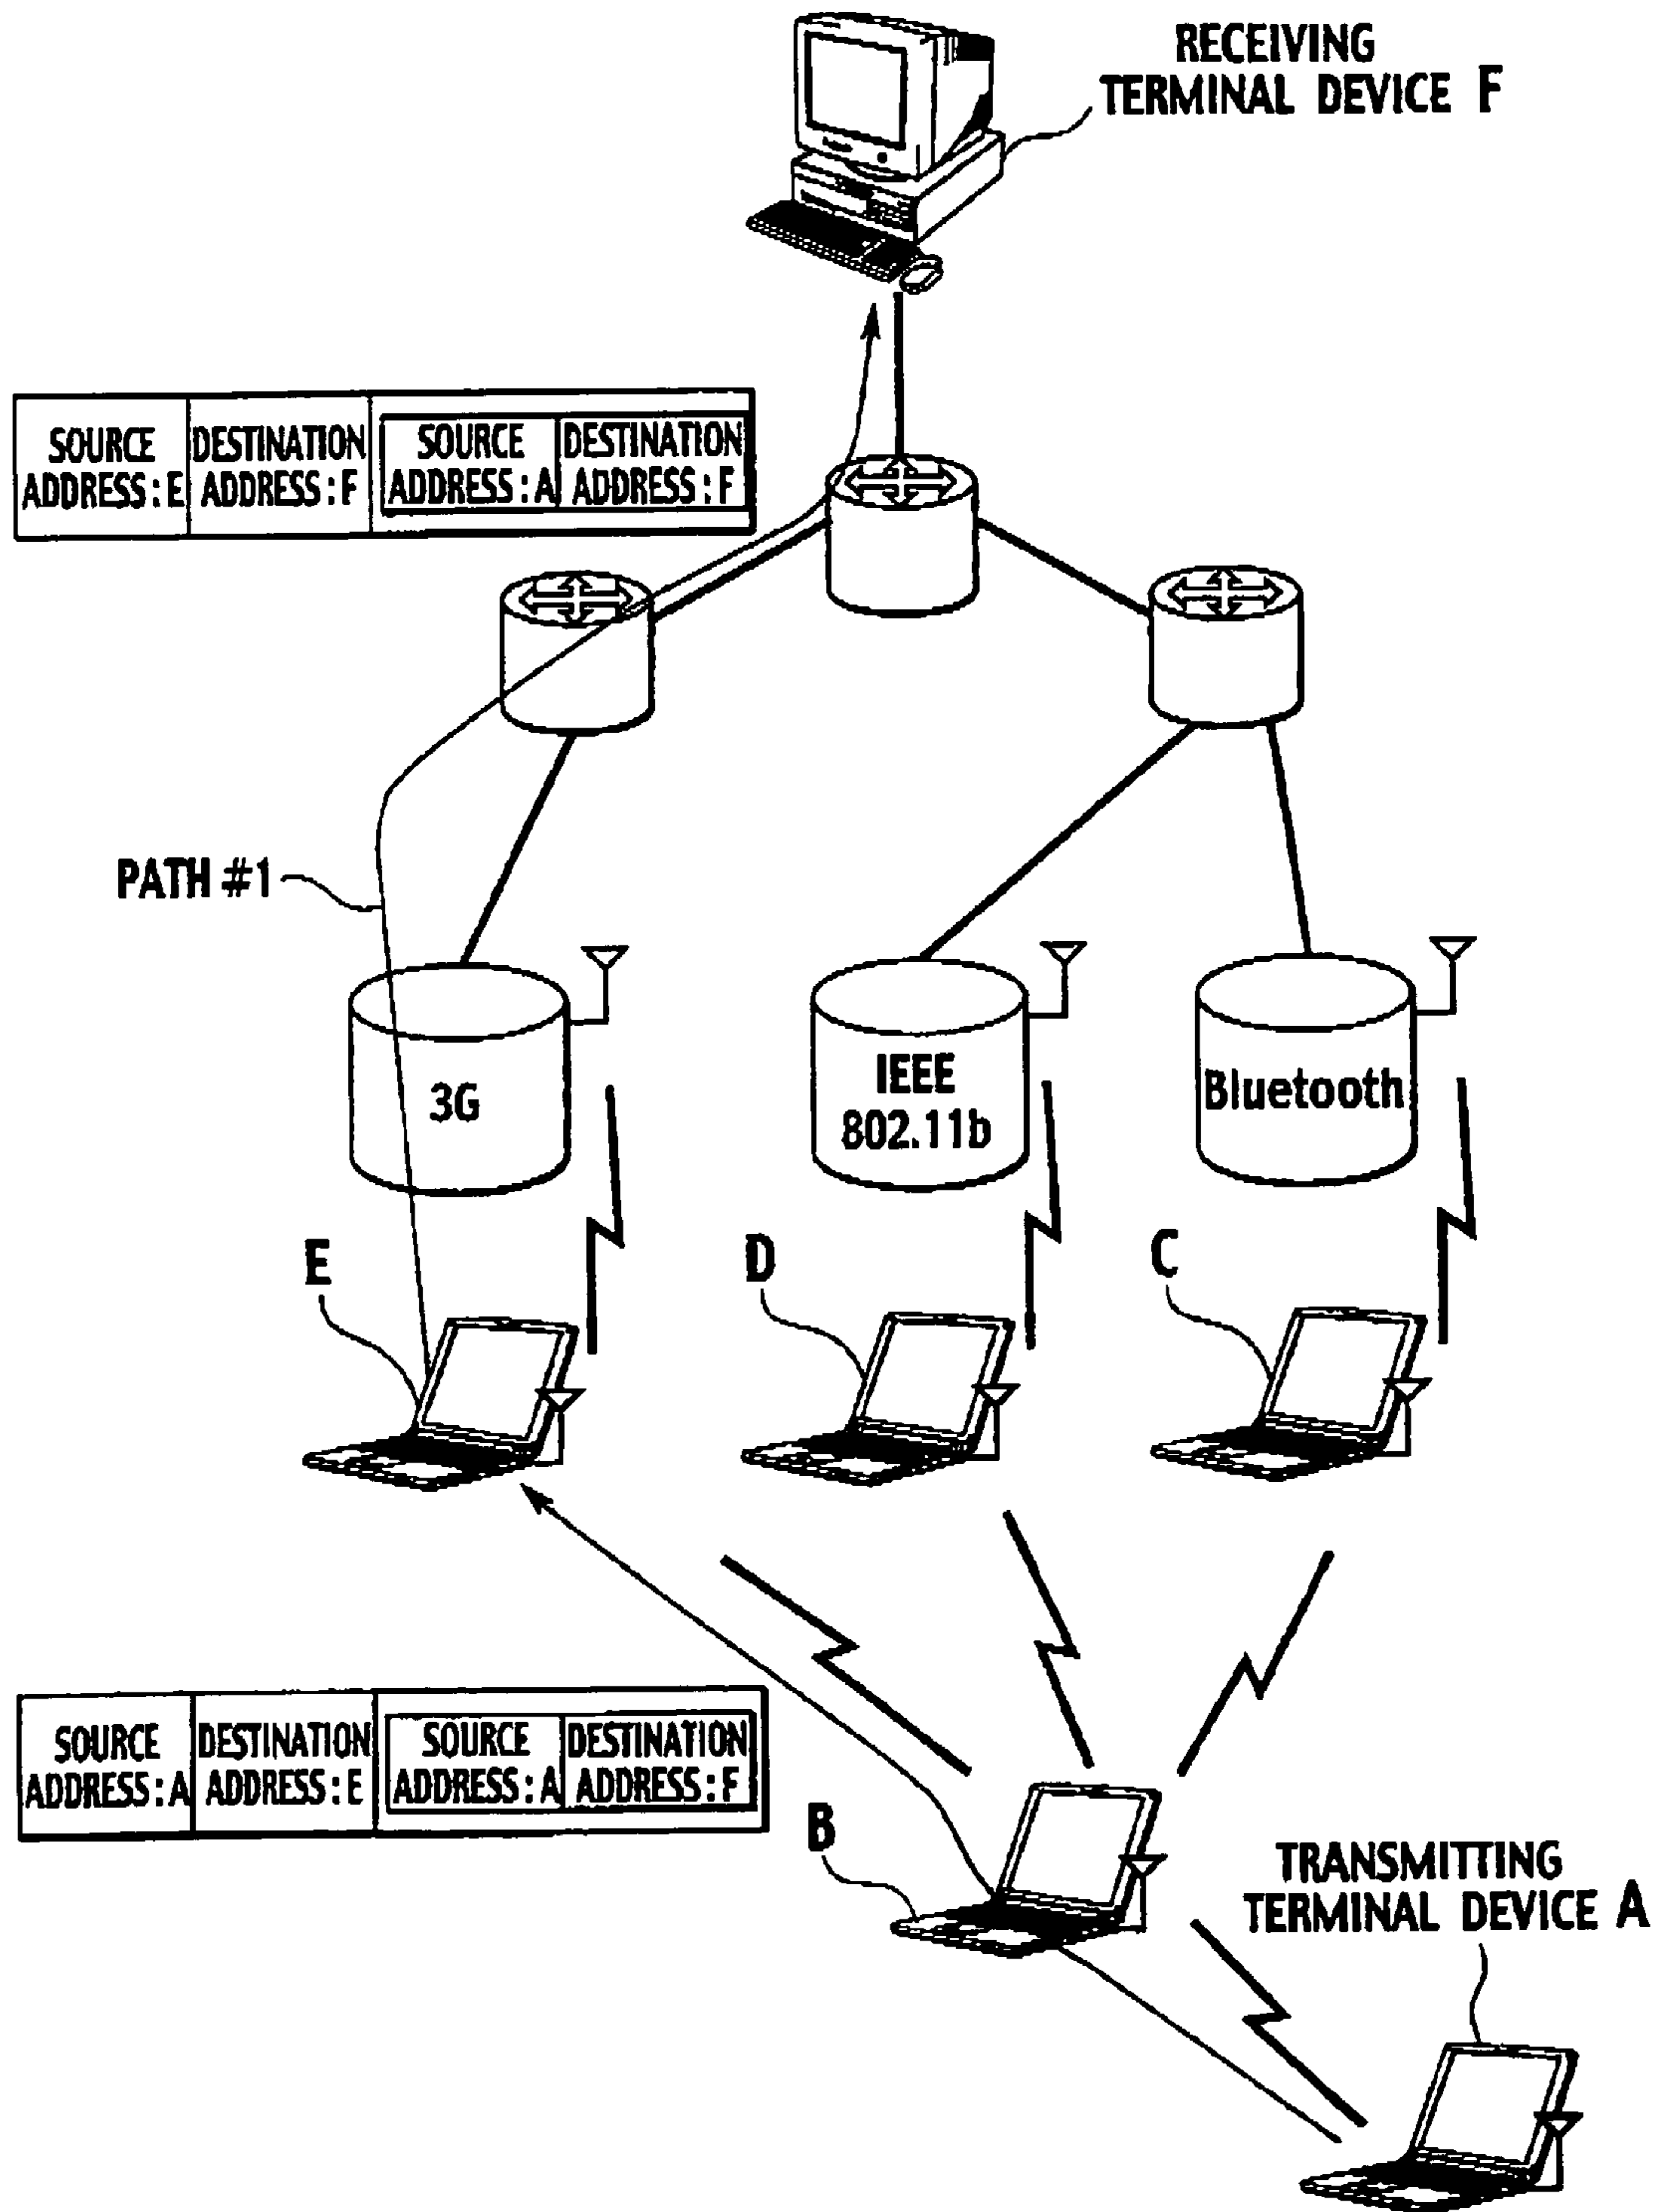 RECEIVING
TERMINAL DEVICE F
SOURCE
ADDRESS : E
DESTINATION
ADDRESS : F
SOURCE
ADDRESS : A
DESTINATION
ADDRESS : F
PATH #1
3G
IEEE
802.11b
Bluetooth
E
D
C
SOURCE
ADDRESS : A
DESTINATION
ADDRESS : E
SOURCE
ADDRESS : A
DESTINATION
ADDRESS : F
B
TRANSMITTING
TERMINAL DEVICE A